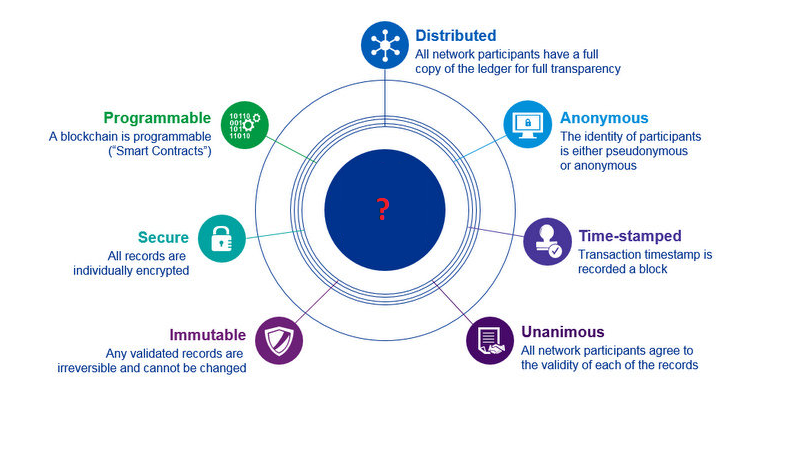 Distributed
All network participants have a full
copy of the ledger for full transparency
Programmable
A blockchain is programmable
(“Smart Contracts”)
10110
001
101
11010
Anonymous
The identity of participants
is either pseudonymous
or anonymous
?
Secure
All records are
individually encrypted
Time-stamped
Transaction timestamp is
recorded a block
Immutable
Any validated records are
irreversible and cannot be changed
Unanimous
All network participants agree to
the validity of each of the records